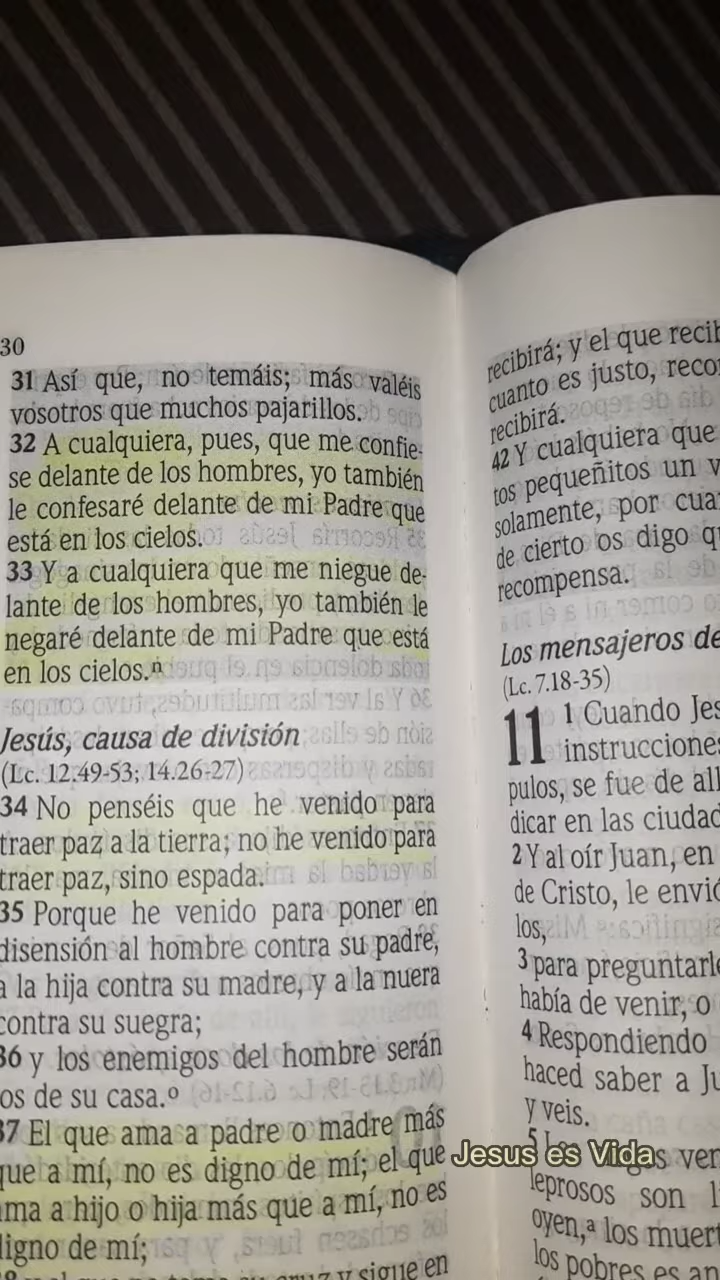 30
31 Así que, no temáis; más valéis
vosotros que muchos pajarillos.
32 A cualquiera, pues, que me confie-
se delante de los hombres, yo también
le confesaré delante de mi Padre que
está en los cielos.
33 Y a cualquiera que me niegue de-
lante de los hombres, yo también le
negaré delante de mi Padre que está
en los cielos.ñ
Jesús, causa de división
(Lc. 12.49-53; 14.26-27)
34 No penséis que he venido para
traer paz a la tierra; no he venido para
traer paz, sino espada.
35 Porque he venido para poner en
disensión al hombre contra su padre,
a la hija contra su madre, y a la nuera
contra su suegra;
36 y los enemigos del hombre serán
os de su casa.º
37 El que ama a padre o madre más
que a mí, no es digno de mí; el que
ama a hijo o hija más que a mí, no es
digno de mí;
y sigue en
recibirá; y el que recib
cuanto es justo, reco
recibirá.
42 Y cualquiera que
tos pequeñitos un v
solamente, por cua
de cierto os digo q
recompensa.
Los mensajeros de
(Lc. 7.18-35)
11 1 Cuando Jes
instrucciones
pulos, se fue de all
dicar en las ciudad
2 Y al oír Juan, en
de Cristo, le envió
los,
3 para preguntarle
había de venir, o
4 Respondiendo
haced saber a Ju
y veis.
5 ver
leprosos son l
oyen,ª los muert
los pobres es an
Jesus es Vida